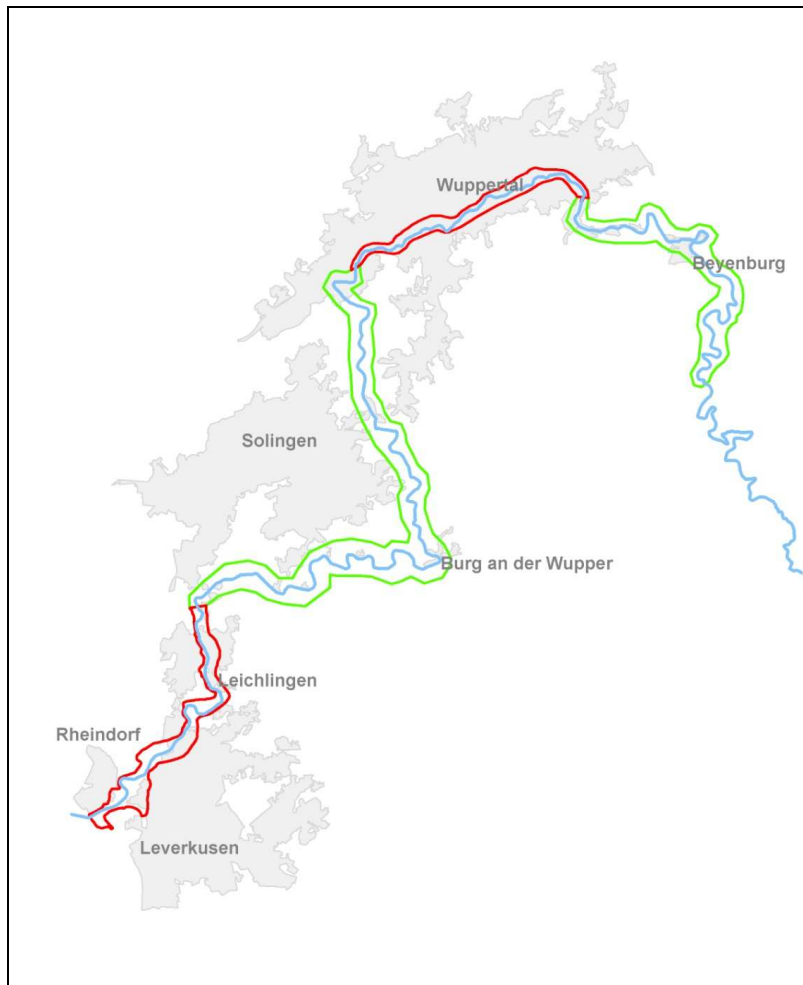 Wuppertal
Beyenburg
Solingen
Burg an der Wupper
Leichlingen
Rheindorf
Leverkusen